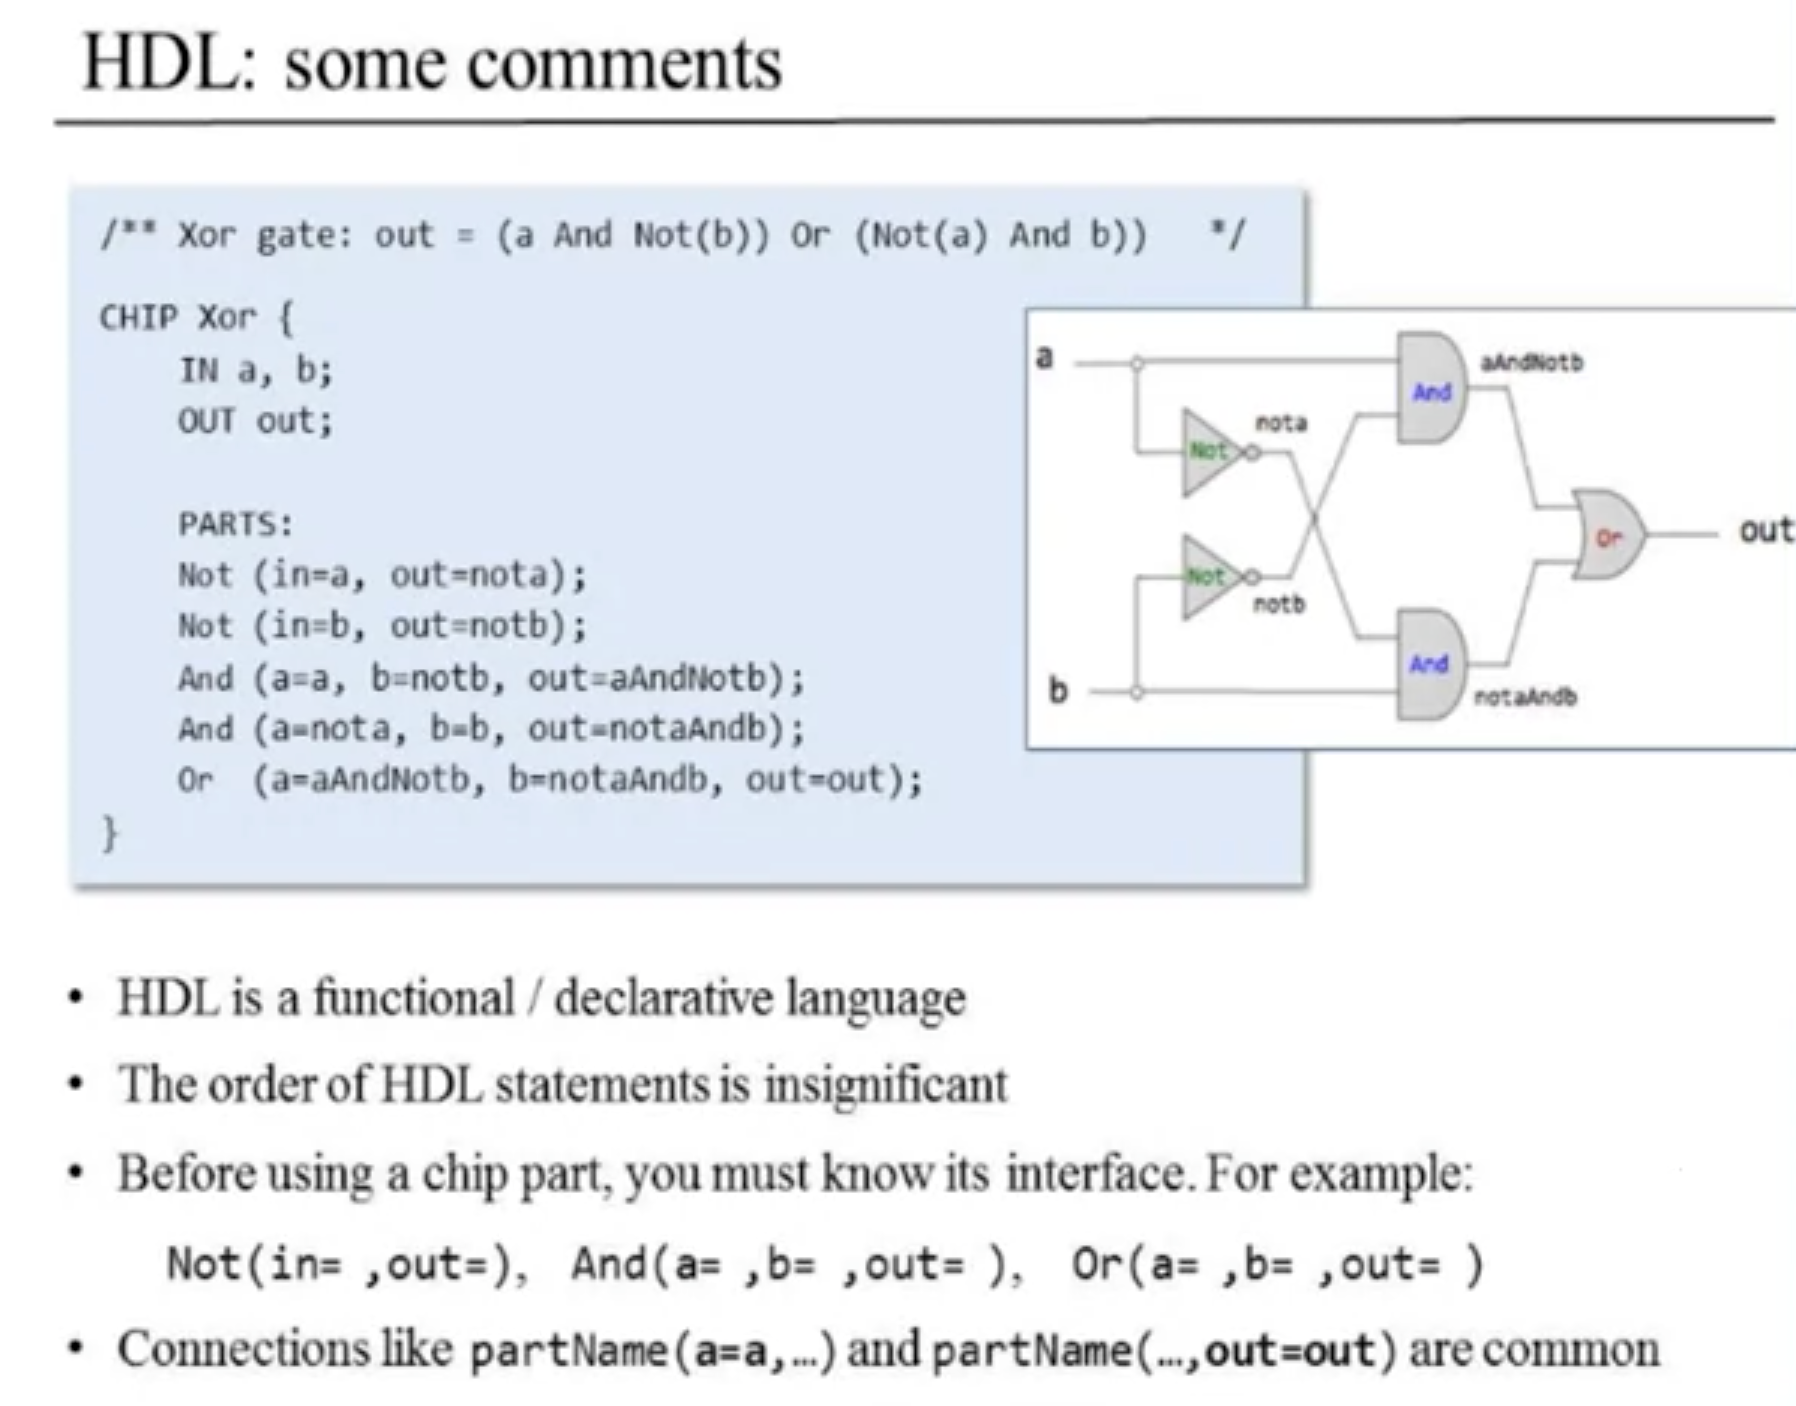 HDL: some comments
/** Xor gate: out = (a And Not(b)) Or (Not(a) And b))   */
CHIP Xor {
    IN a, b;
    OUT out;
    PARTS:
    Not (in=a, out=nota);
    Not (in=b, out=notb);
    And (a=a, b=notb, out=aAndNotb);
    And (a=nota, b=b, out=notaAndb);
    Or  (a=aAndNotb, b=notaAndb, out=out);
}
a
aAndNotb
And
nota
Not
Or
out
Not
notb
And
b
notaAndb
• HDL is a functional / declarative language
• The order of HDL statements is insignificant
• Before using a chip part, you must know its interface. For example:
Not(in= ,out=), And(a= ,b= ,out= ), Or(a= ,b= ,out= )
• Connections like partName(a=a,…) and partName(…,out=out) are common